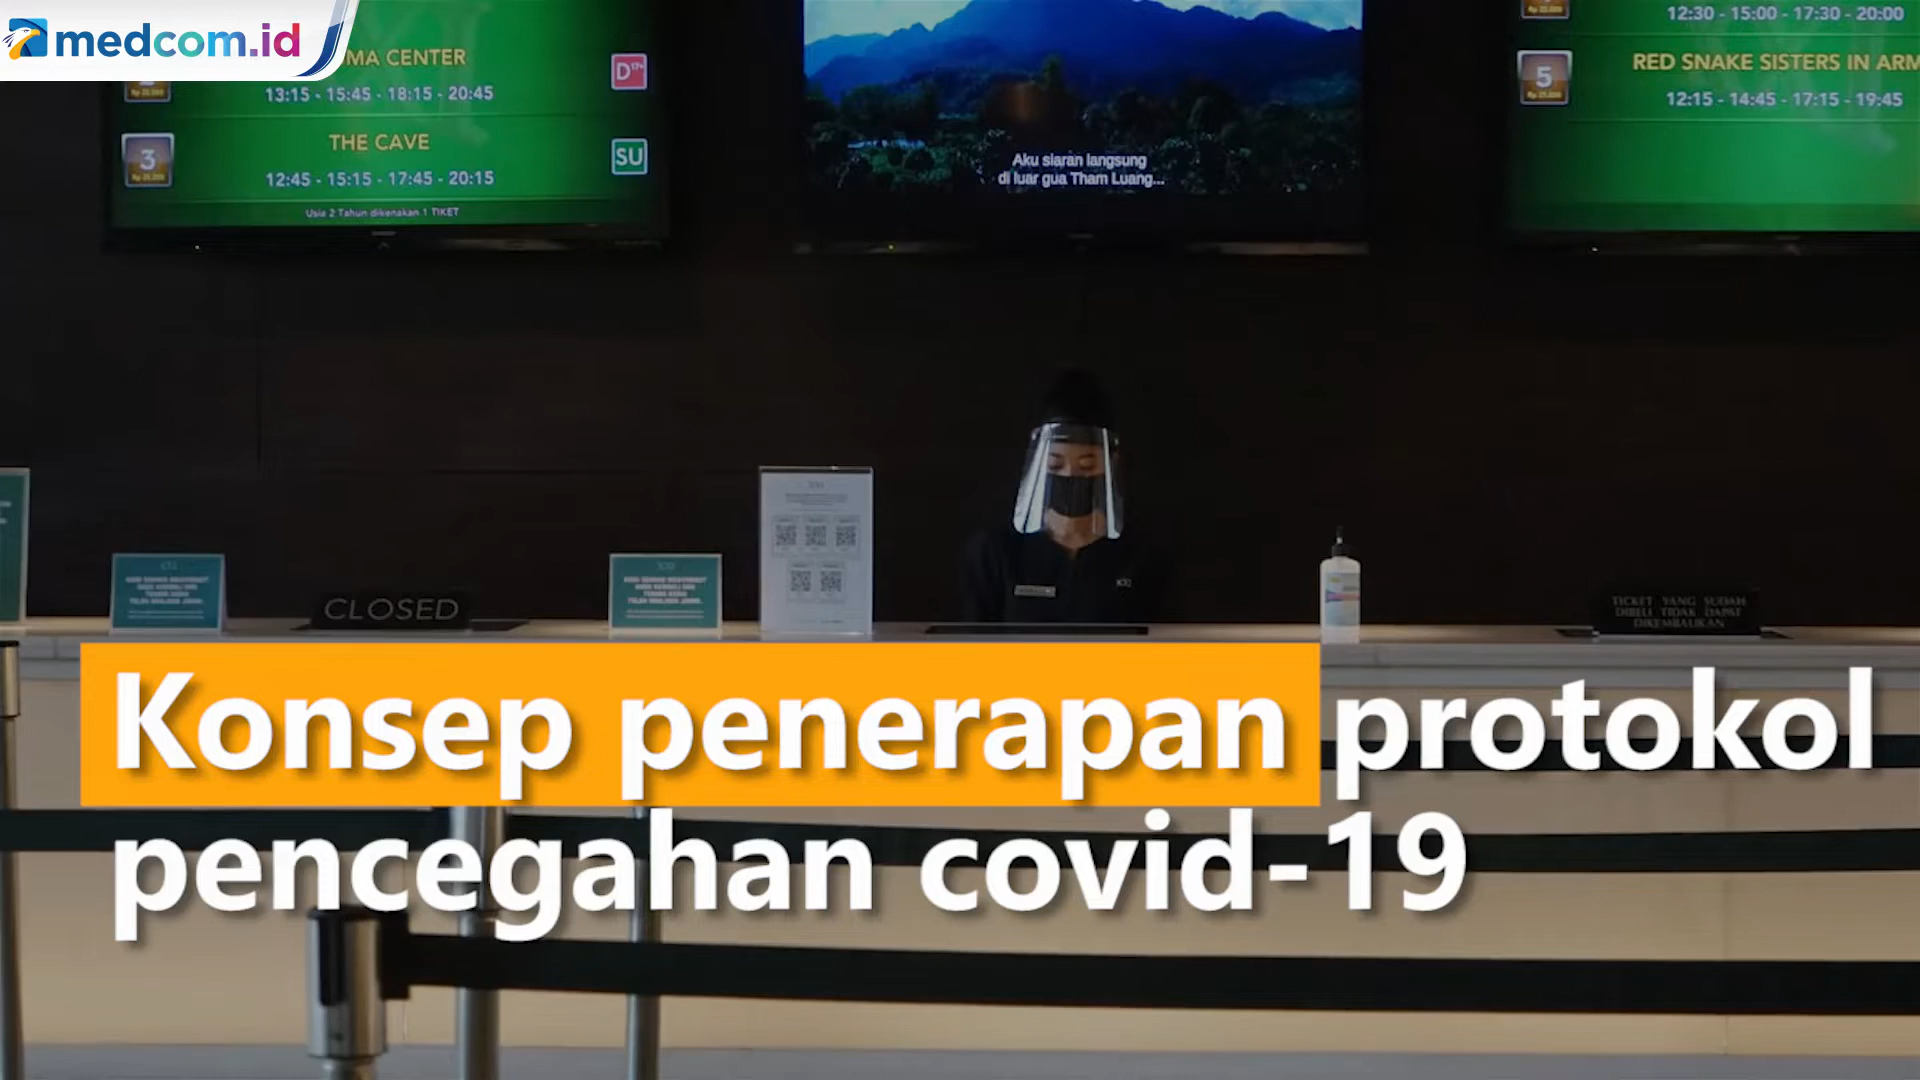 medcom.id
MA CENTER
D 17+
13:15 - 15:45 - 18:15 - 20:45
THE CAVE
3
SU
12:45 - 15:15 - 17:45 - 20:15
Usia 2 Tahun dikenakan 1 TIKET
Aku siaran langsung
di luar gua Tham Luang...
12:30 - 15:00 - 17:30 - 20:00
5
RED SNAKE SISTERS IN ARM
12:15 - 14:45 - 17:15 - 19:45
CLOSED
TICKET YANG SUDAH
DIBELI TIDAK DAPAT
DIKEMBALIKAN
Konsep penerapan protokol
pencegahan covid-19